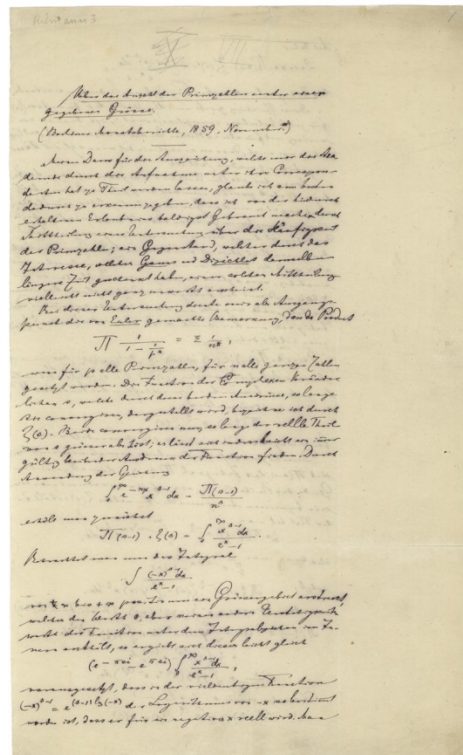 Riemann 3
Ueber die Anzahl der Primzahlen unter einer
gegebenen Grösse.
(Berliner Monatsberichte, 1859, November.)
Meinen Dank für die Auszeichnung, welche mir die Aka-
demie durch die Aufnahme unter ihre Correspon-
denten hat zu Theil werden lassen, glaube ich am besten
dadurch zu erkennen zu geben, dass ich von der hiedurch
erhaltenen Erlaubniss baldigst Gebrauch mache durch
Mittheilung einer Untersuchung über die Häufigkeit
der Primzahlen; ein Gegenstand, welcher durch das
Interesse, welches Gauss und Dirichlet demselben
längere Zeit geschenkt haben, einer solchen Mittheilung
vielleicht nicht ganz unwerth erscheint.
Bei dieser Untersuchung diente mir als Ausgangs-
punkt die von Euler gemachte Bemerkung, dass das Product
∏ 1/(1 − 1/p^s) = Σ 1/n^s,
wenn für p alle Primzahlen, für n alle ganzen Zahlen
gesetzt werden. Die Function der complexen Veränder-
lichen s, welche durch diese beiden Ausdrücke, so lange
sie convergiren, dargestellt wird, bezeichne ich durch
ζ(s). Beide convergiren nur, so lange der reelle Theil
von s grösser als 1 ist; es lässt sich indess leicht ein immer
gültig bleibender Ausdruck der Function finden. Durch
Anwendung der Gleichung
∫₀^∞ e^{−nx} x^{s−1} dx = ∏(s−1)/n^s
erhält man zunächst
∏(s−1) · ζ(s) = ∫₀^∞ x^{s−1} dx/(e^x − 1).
Betrachtet man nun das Integral
∫ (−x)^{s−1} dx/(e^x − 1)
von +∞ bis +∞ positiv um ein Grössengebiet erstreckt,
welches den Werth 0, aber keinen andern Unstetigkeits-
werth der Function unter dem Integralzeichen im In-
nern enthält, so ergiebt sich dieses leicht gleich
(e^{−πsi} − e^{πsi}) ∫₀^∞ x^{s−1} dx/(e^x − 1),
vorausgesetzt, dass in der vieldeutigen Function
(−x)^{s−1} = e^{(s−1) lg(−x)} der Logarithmus von −x so bestimmt
worden ist, dass er für ein negatives x reell wird. Man